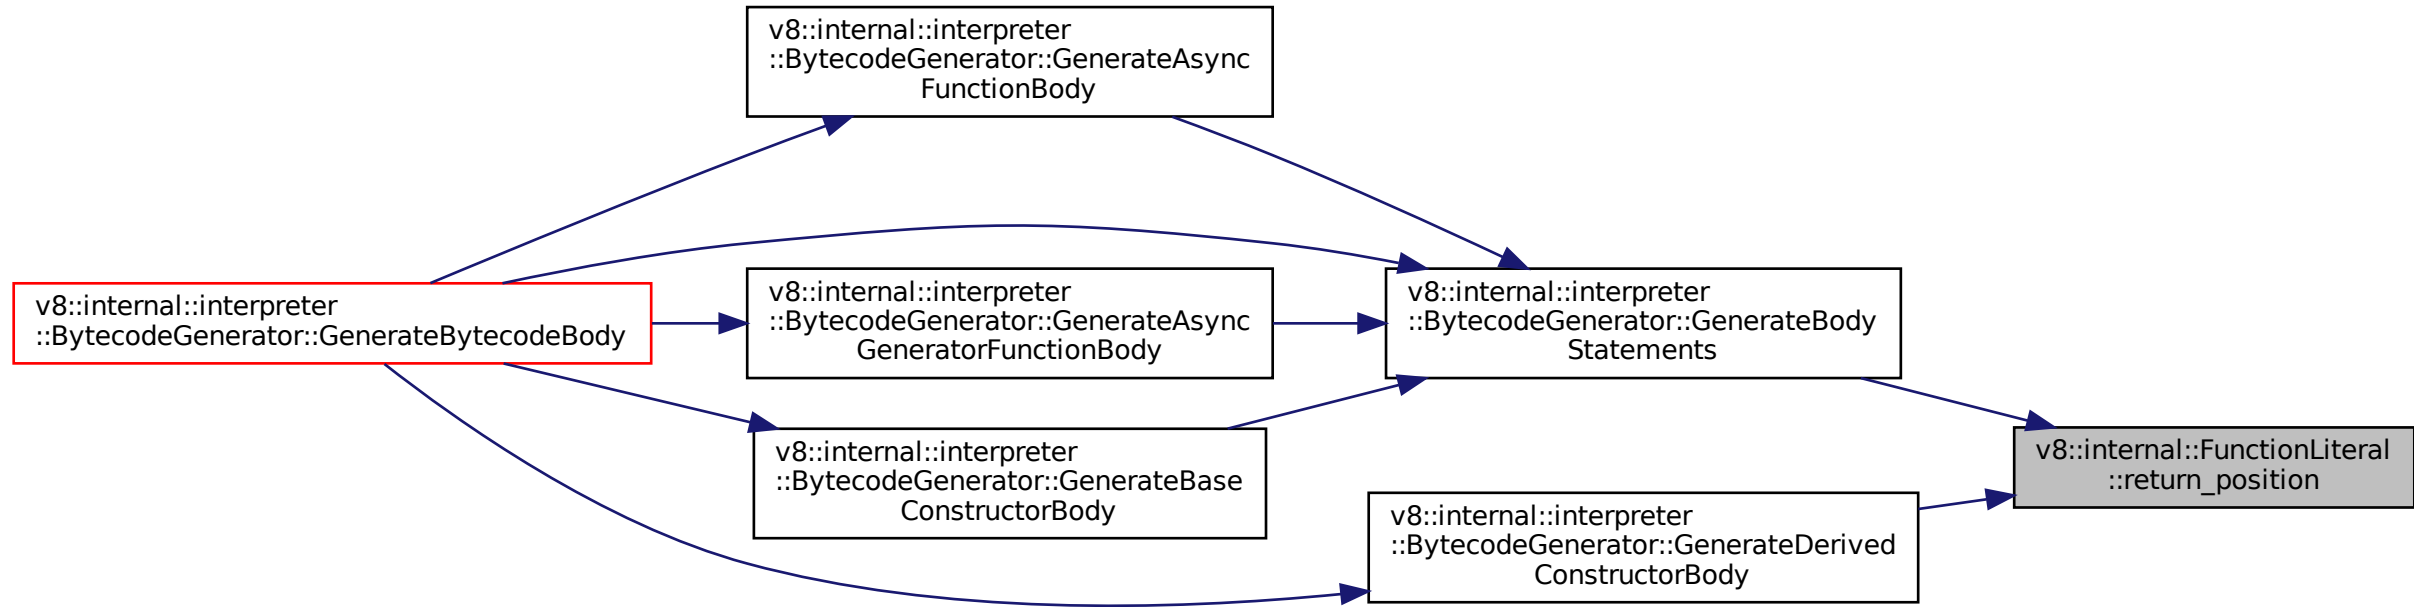 v8::internal::interpreter
::BytecodeGenerator::GenerateAsync
FunctionBody
v8::internal::interpreter
::BytecodeGenerator::GenerateBytecodeBody
v8::internal::interpreter
::BytecodeGenerator::GenerateAsync
GeneratorFunctionBody
v8::internal::interpreter
::BytecodeGenerator::GenerateBody
Statements
v8::internal::interpreter
::BytecodeGenerator::GenerateBase
ConstructorBody
v8::internal::FunctionLiteral
::return_position
v8::internal::interpreter
::BytecodeGenerator::GenerateDerived
ConstructorBody